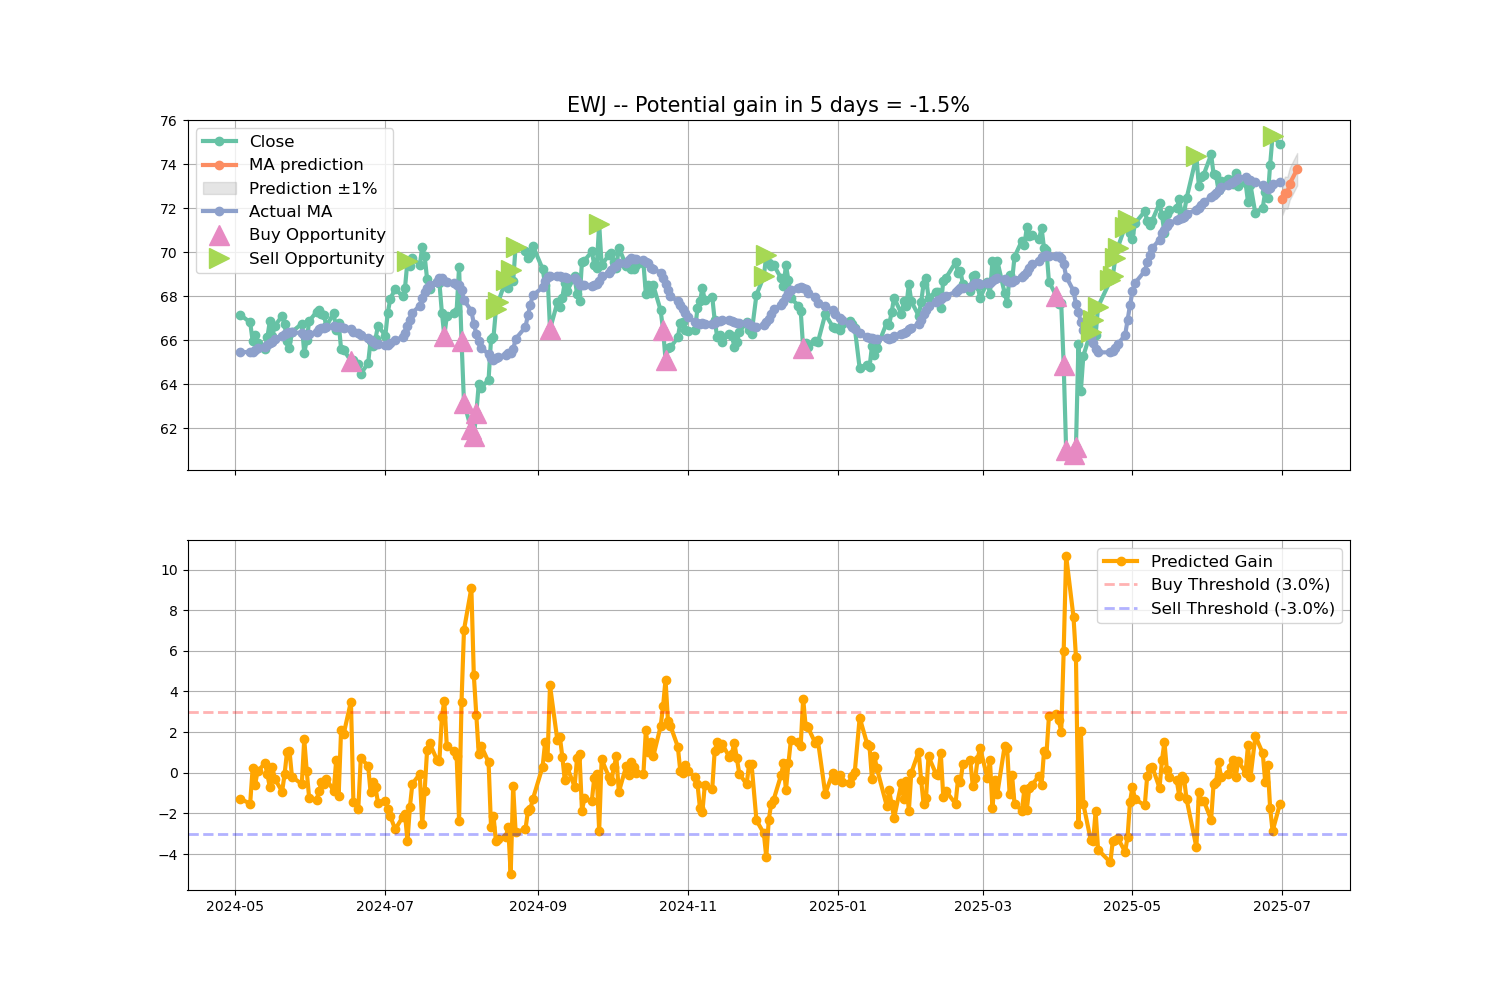 EWJ -- Potential gain in 5 days = -1.5%
76
74
72
70
68
66
64
62
Close
MA prediction
Prediction ±1%
Actual MA
Buy Opportunity
Sell Opportunity
10
8
6
4
2
0
−2
−4
Predicted Gain
Buy Threshold (3.0%)
Sell Threshold (-3.0%)
2024-05 2024-07 2024-09 2024-11 2025-01 2025-03 2025-05 2025-07